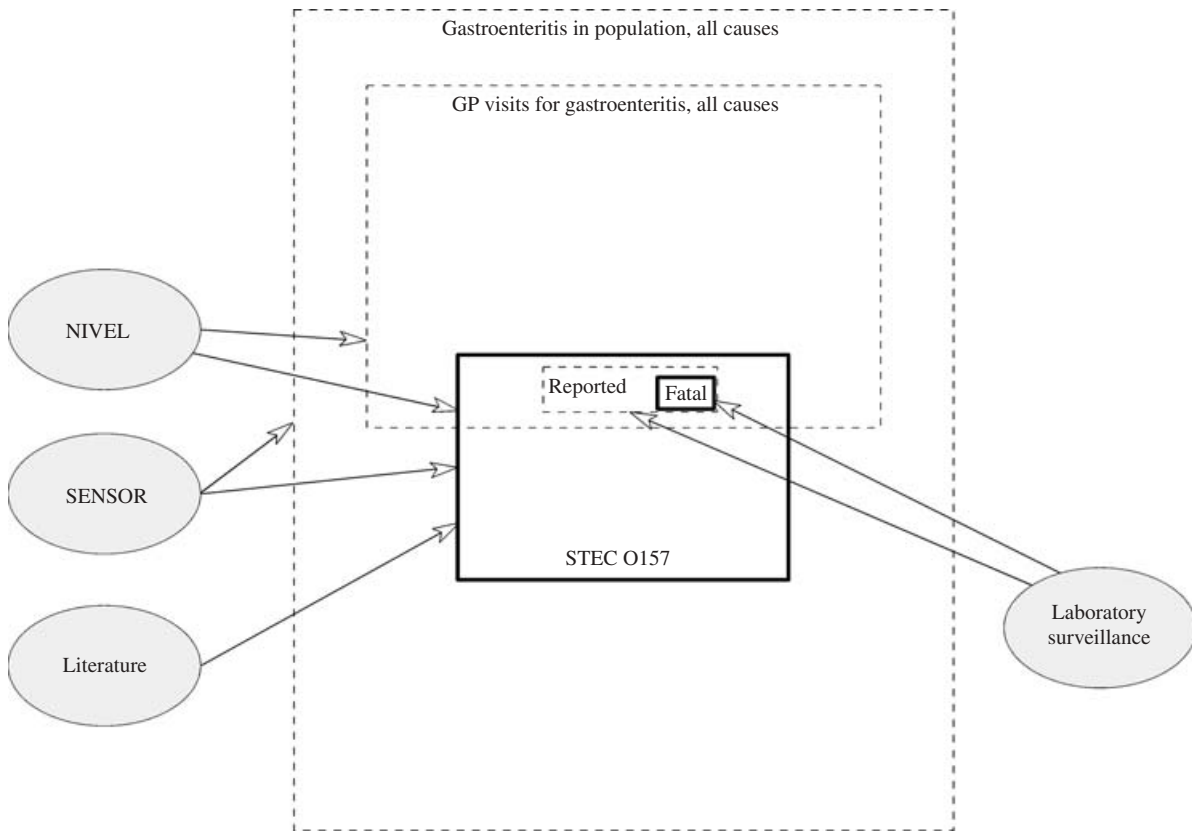 Gastroenteritis in population, all causes
GP visits for gastroenteritis, all causes
NIVEL
Reported
Fatal
SENSOR
STEC O157
Literature
Laboratory
surveillance